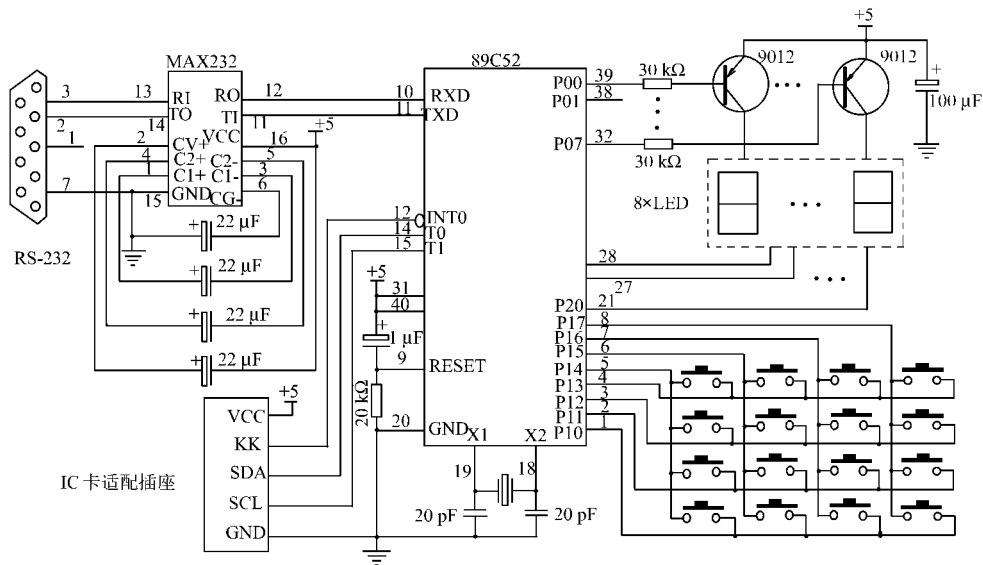 +5
MAX232
89C52
9012
9012
3
13
RI
RO
12
10
RXD
P00
39
30 kΩ
P01
38
+
100 µF
2
14
TO
TI
11
11
TXD
+5
1
2
CV+
VCC
16
P07
32
30 kΩ
4
C2+
C2-
5
1
C1+
C1-
3
7
15
GND
CG-
6
8×LED
RS-232
+
22 µF
12
INT0
14
T0
15
T1
+
22 µF
+5
31
40
28
27
P20
21
+
22 µF
+
1 µF
P17
8
P16
7
P15
6
+
22 µF
9
RESET
P14
5
P13
4
20 kΩ
P12
3
P11
2
P10
1
20
GND
X1
X2
19
18
20 pF
20 pF
+5
VCC
KK
IC 卡适配插座
SDA
SCL
GND